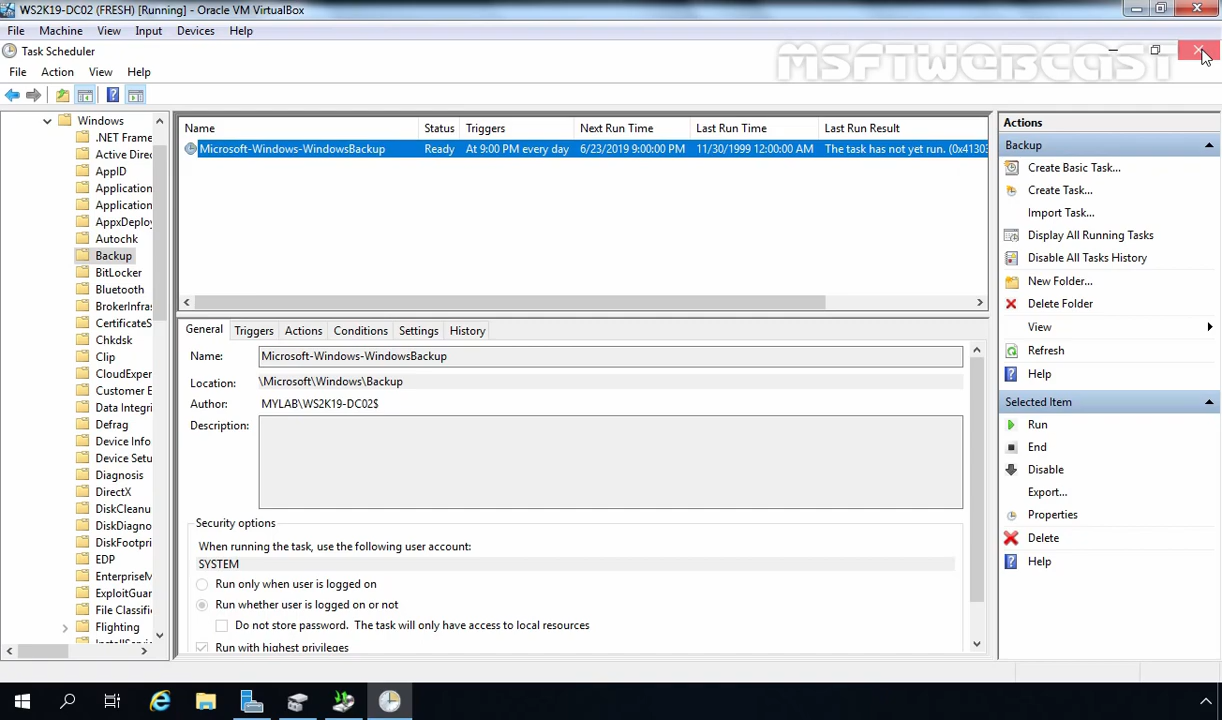 WS2K19-DC02 (FRESH) [Running] - Oracle VM VirtualBox
File Machine View Input Devices Help
Task Scheduler
MSFTWEBCAST
File Action View Help
Windows
.NET Frame
Active Direc
AppID
Application
Application
AppxDeplo
Autochk
Backup
BitLocker
Bluetooth
BrokerInfras
CertificateS
Chkdsk
Clip
CloudExper
Customer E
Data Integri
Defrag
Device Info
Device Setu
Diagnosis
DirectX
DiskCleanu
DiskDiagno
DiskFootpri
EDP
EnterpriseM
ExploitGuar
File Classifi
Flighting
Name Status Triggers Next Run Time Last Run Time Last Run Result
Microsoft-Windows-WindowsBackup Ready At 9:00 PM every day 6/23/2019 9:00:00 PM 11/30/1999 12:00:00 AM The task has not yet run. (0x4130
General Triggers Actions Conditions Settings History
Name: Microsoft-Windows-WindowsBackup
Location: \Microsoft\Windows\Backup
Author: MYLAB\WS2K19-DC02$
Description:
Security options
When running the task, use the following user account:
SYSTEM
Run only when user is logged on
Run whether user is logged on or not
Do not store password. The task will only have access to local resources
Run with highest privileges
Actions
Backup
Create Basic Task...
Create Task...
Import Task...
Display All Running Tasks
Disable All Tasks History
New Folder...
Delete Folder
View
Refresh
Help
Selected Item
Run
End
Disable
Export...
Properties
Delete
Help